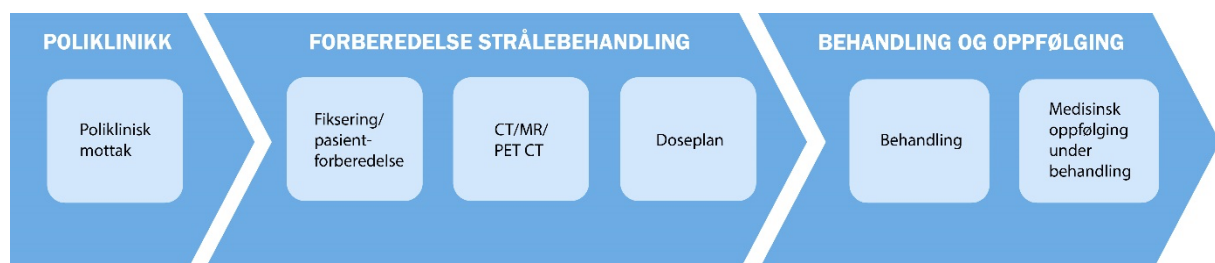 POLIKLINIKK
Poliklinisk
mottak
FORBEREDELSE STRÅLEBEHANDLING
Fiksering/
pasient-
forberedelse
CT/MR/
PET CT
Doseplan
BEHANDLING OG OPPFØLGING
Behandling
Medisinsk
oppfølging
under
behandling